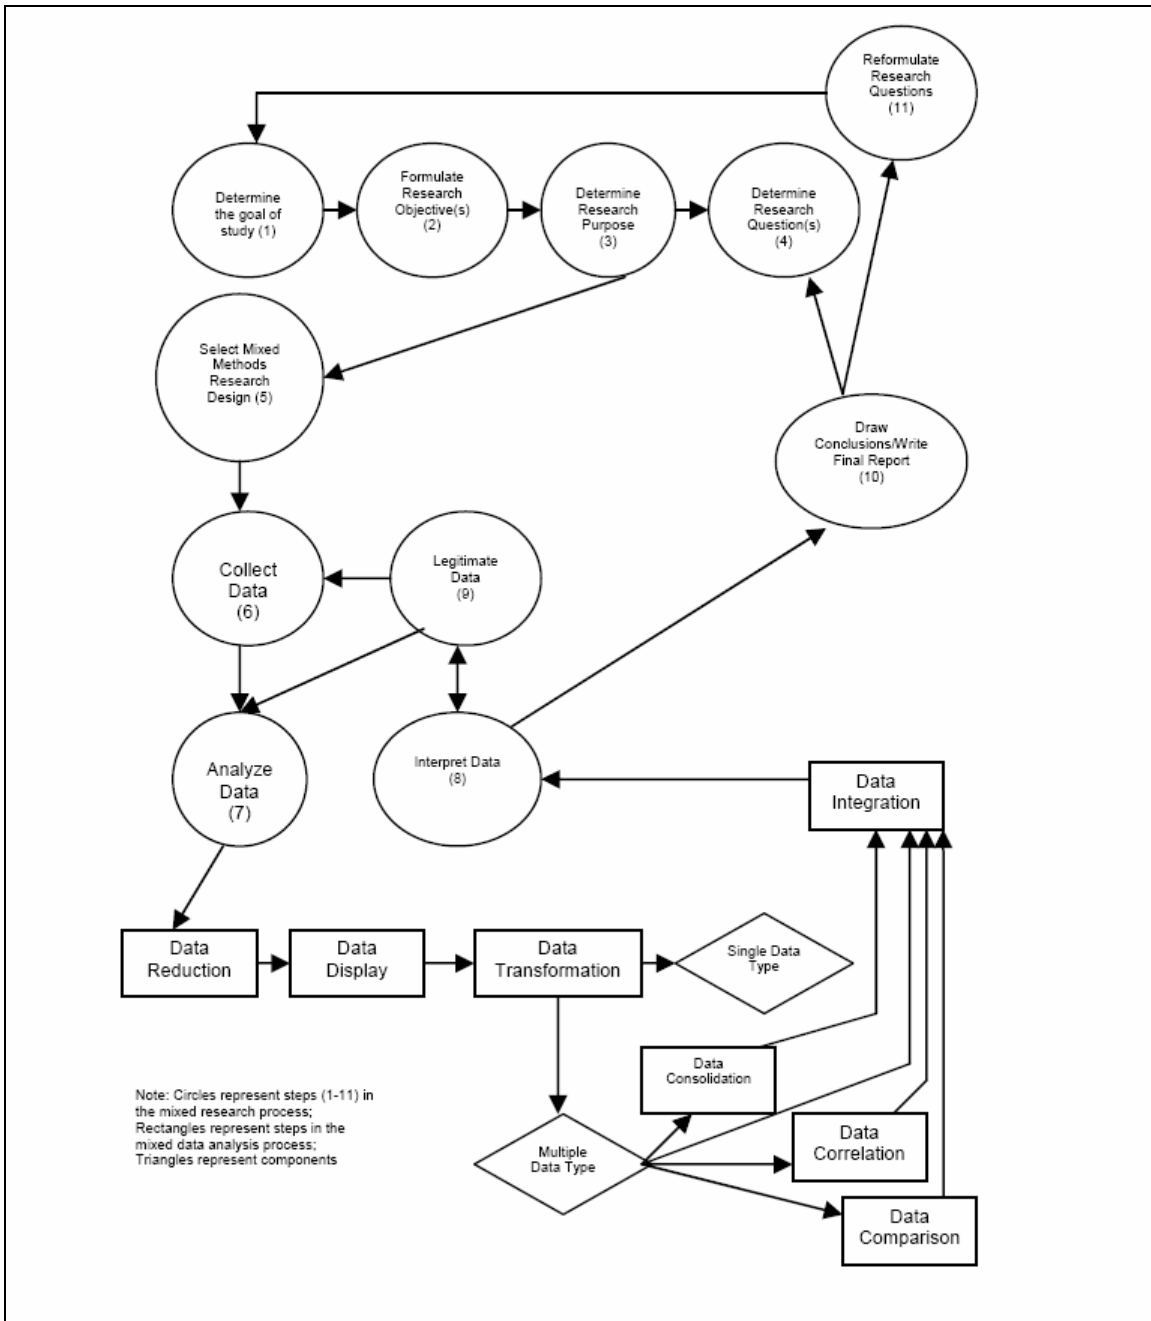 Reformulate
Research
Questions
(11)
Determine
the goal of
study (1)
Formulate
Research
Objective(s)
(2)
Determine
Research
Purpose
(3)
Determine
Research
Question(s)
(4)
Select Mixed
Methods
Research
Design (5)
Draw
Conclusions/Write
Final Report
(10)
Collect
Data
(6)
Legitimate
Data
(9)
Analyze
Data
(7)
Interpret Data
(8)
Data
Integration
Data
Reduction
Data
Display
Data
Transformation
Single Data
Type
Data
Consolidation
Multiple
Data Type
Data
Correlation
Data
Comparison
Note: Circles represent steps (1-11) in
the mixed research process;
Rectangles represent steps in the
mixed data analysis process;
Triangles represent components